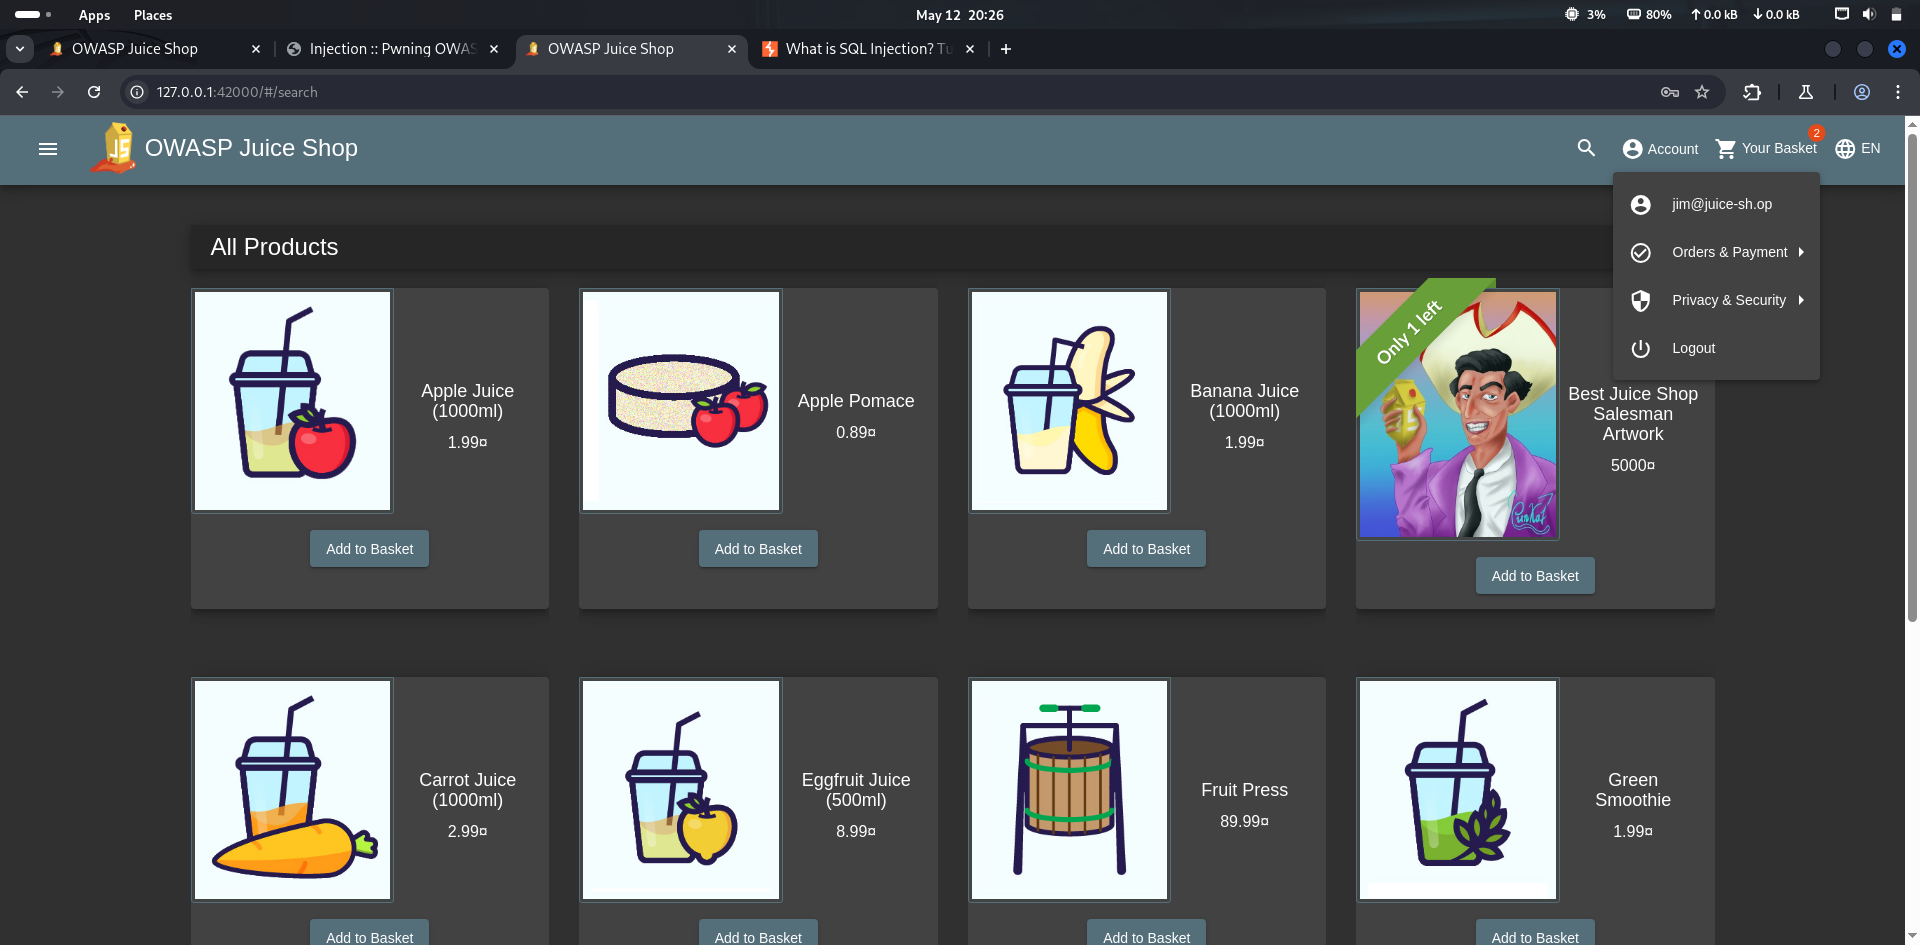 Apps Places May 12 20:26 3% 80% 0.0 kB 0.0 kB
OWASP Juice Shop Injection :: Pwning OWAS OWASP Juice Shop What is SQL Injection? Tu
127.0.0.1:42000/#/search
JS OWASP Juice Shop Account Your Basket 2 EN
jim@juice-sh.op
Orders & Payment
Privacy & Security
Logout
All Products
Apple Juice
(1000ml)
1.99¤
Add to Basket
Apple Pomace
0.89¤
Add to Basket
Banana Juice
(1000ml)
1.99¤
Add to Basket
Only 1 left
Best Juice Shop
Salesman
Artwork
5000¤
Add to Basket
Carrot Juice
(1000ml)
2.99¤
Add to Basket
Eggfruit Juice
(500ml)
8.99¤
Add to Basket
Fruit Press
89.99¤
Add to Basket
Green
Smoothie
1.99¤
Add to Basket